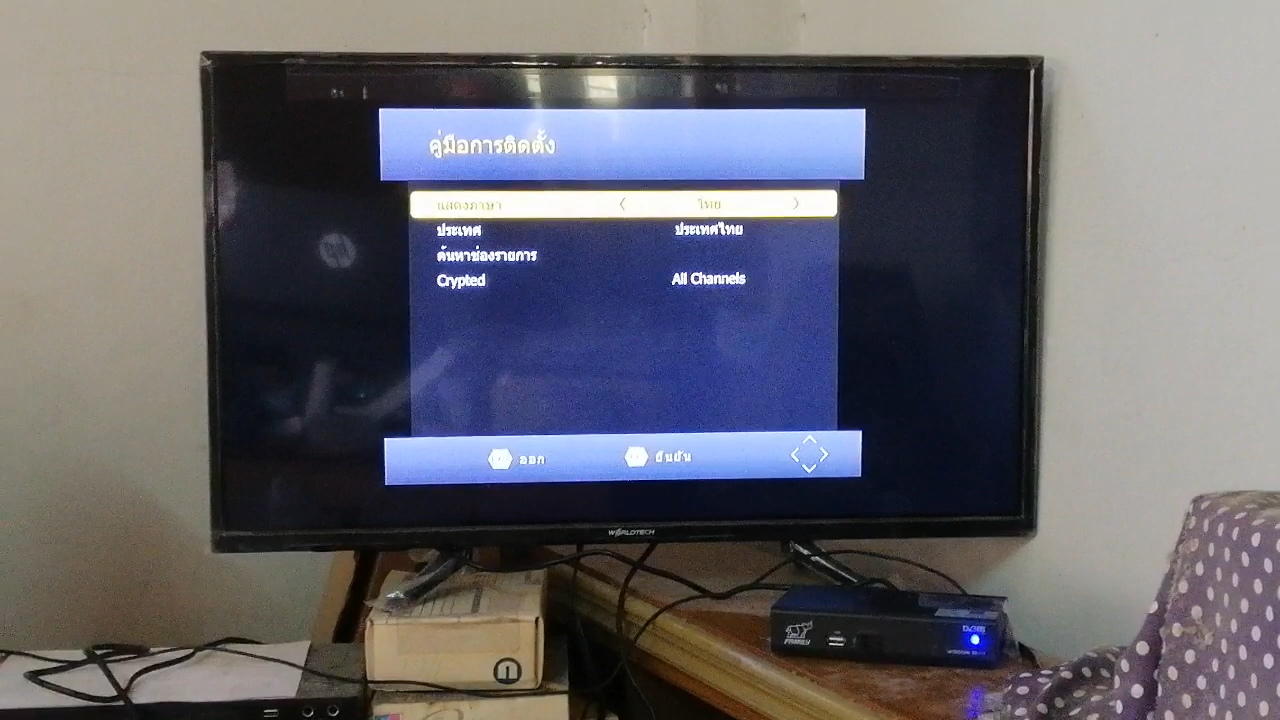 คู่มือการติดตั้ง
แสดงภาษา ไทย
ประเทศ ประเทศไทย
ค้นหาช่องรายการ
Crypted All Channels
ออก ยืนยัน
WORLDTECH
FAMILY